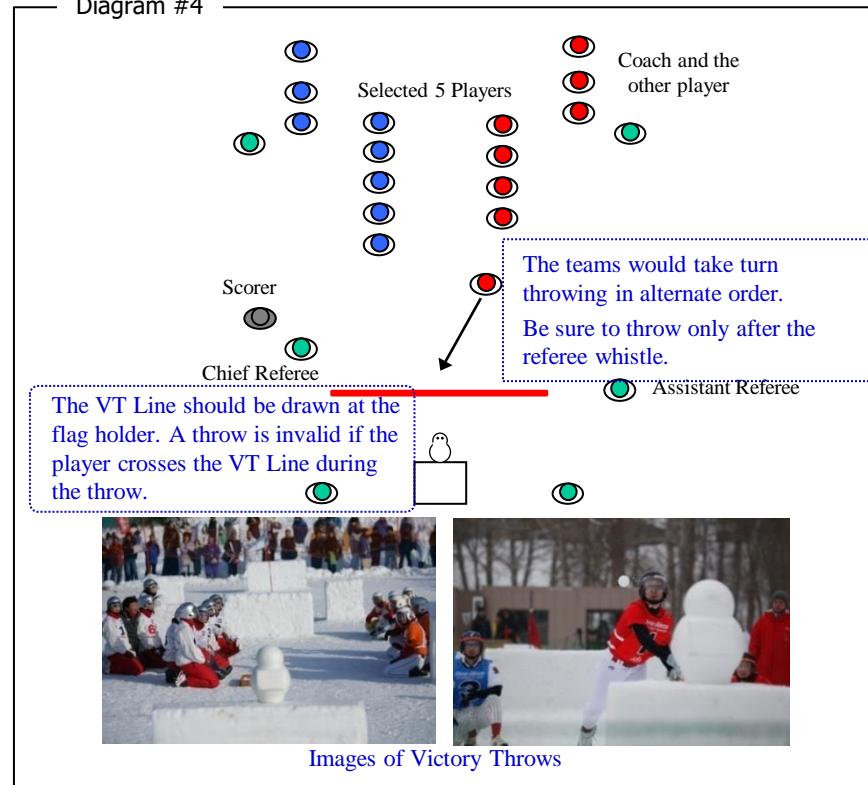 Diagram #4
Coach and the
other player
Selected 5 Players
The teams would take turn
throwing in alternate order.
Be sure to throw only after the
referee whistle.
Scorer
Chief Referee
Assistant Referee
The VT Line should be drawn at the
flag holder. A throw is invalid if the
player crosses the VT Line during
the throw.
Images of Victory Throws